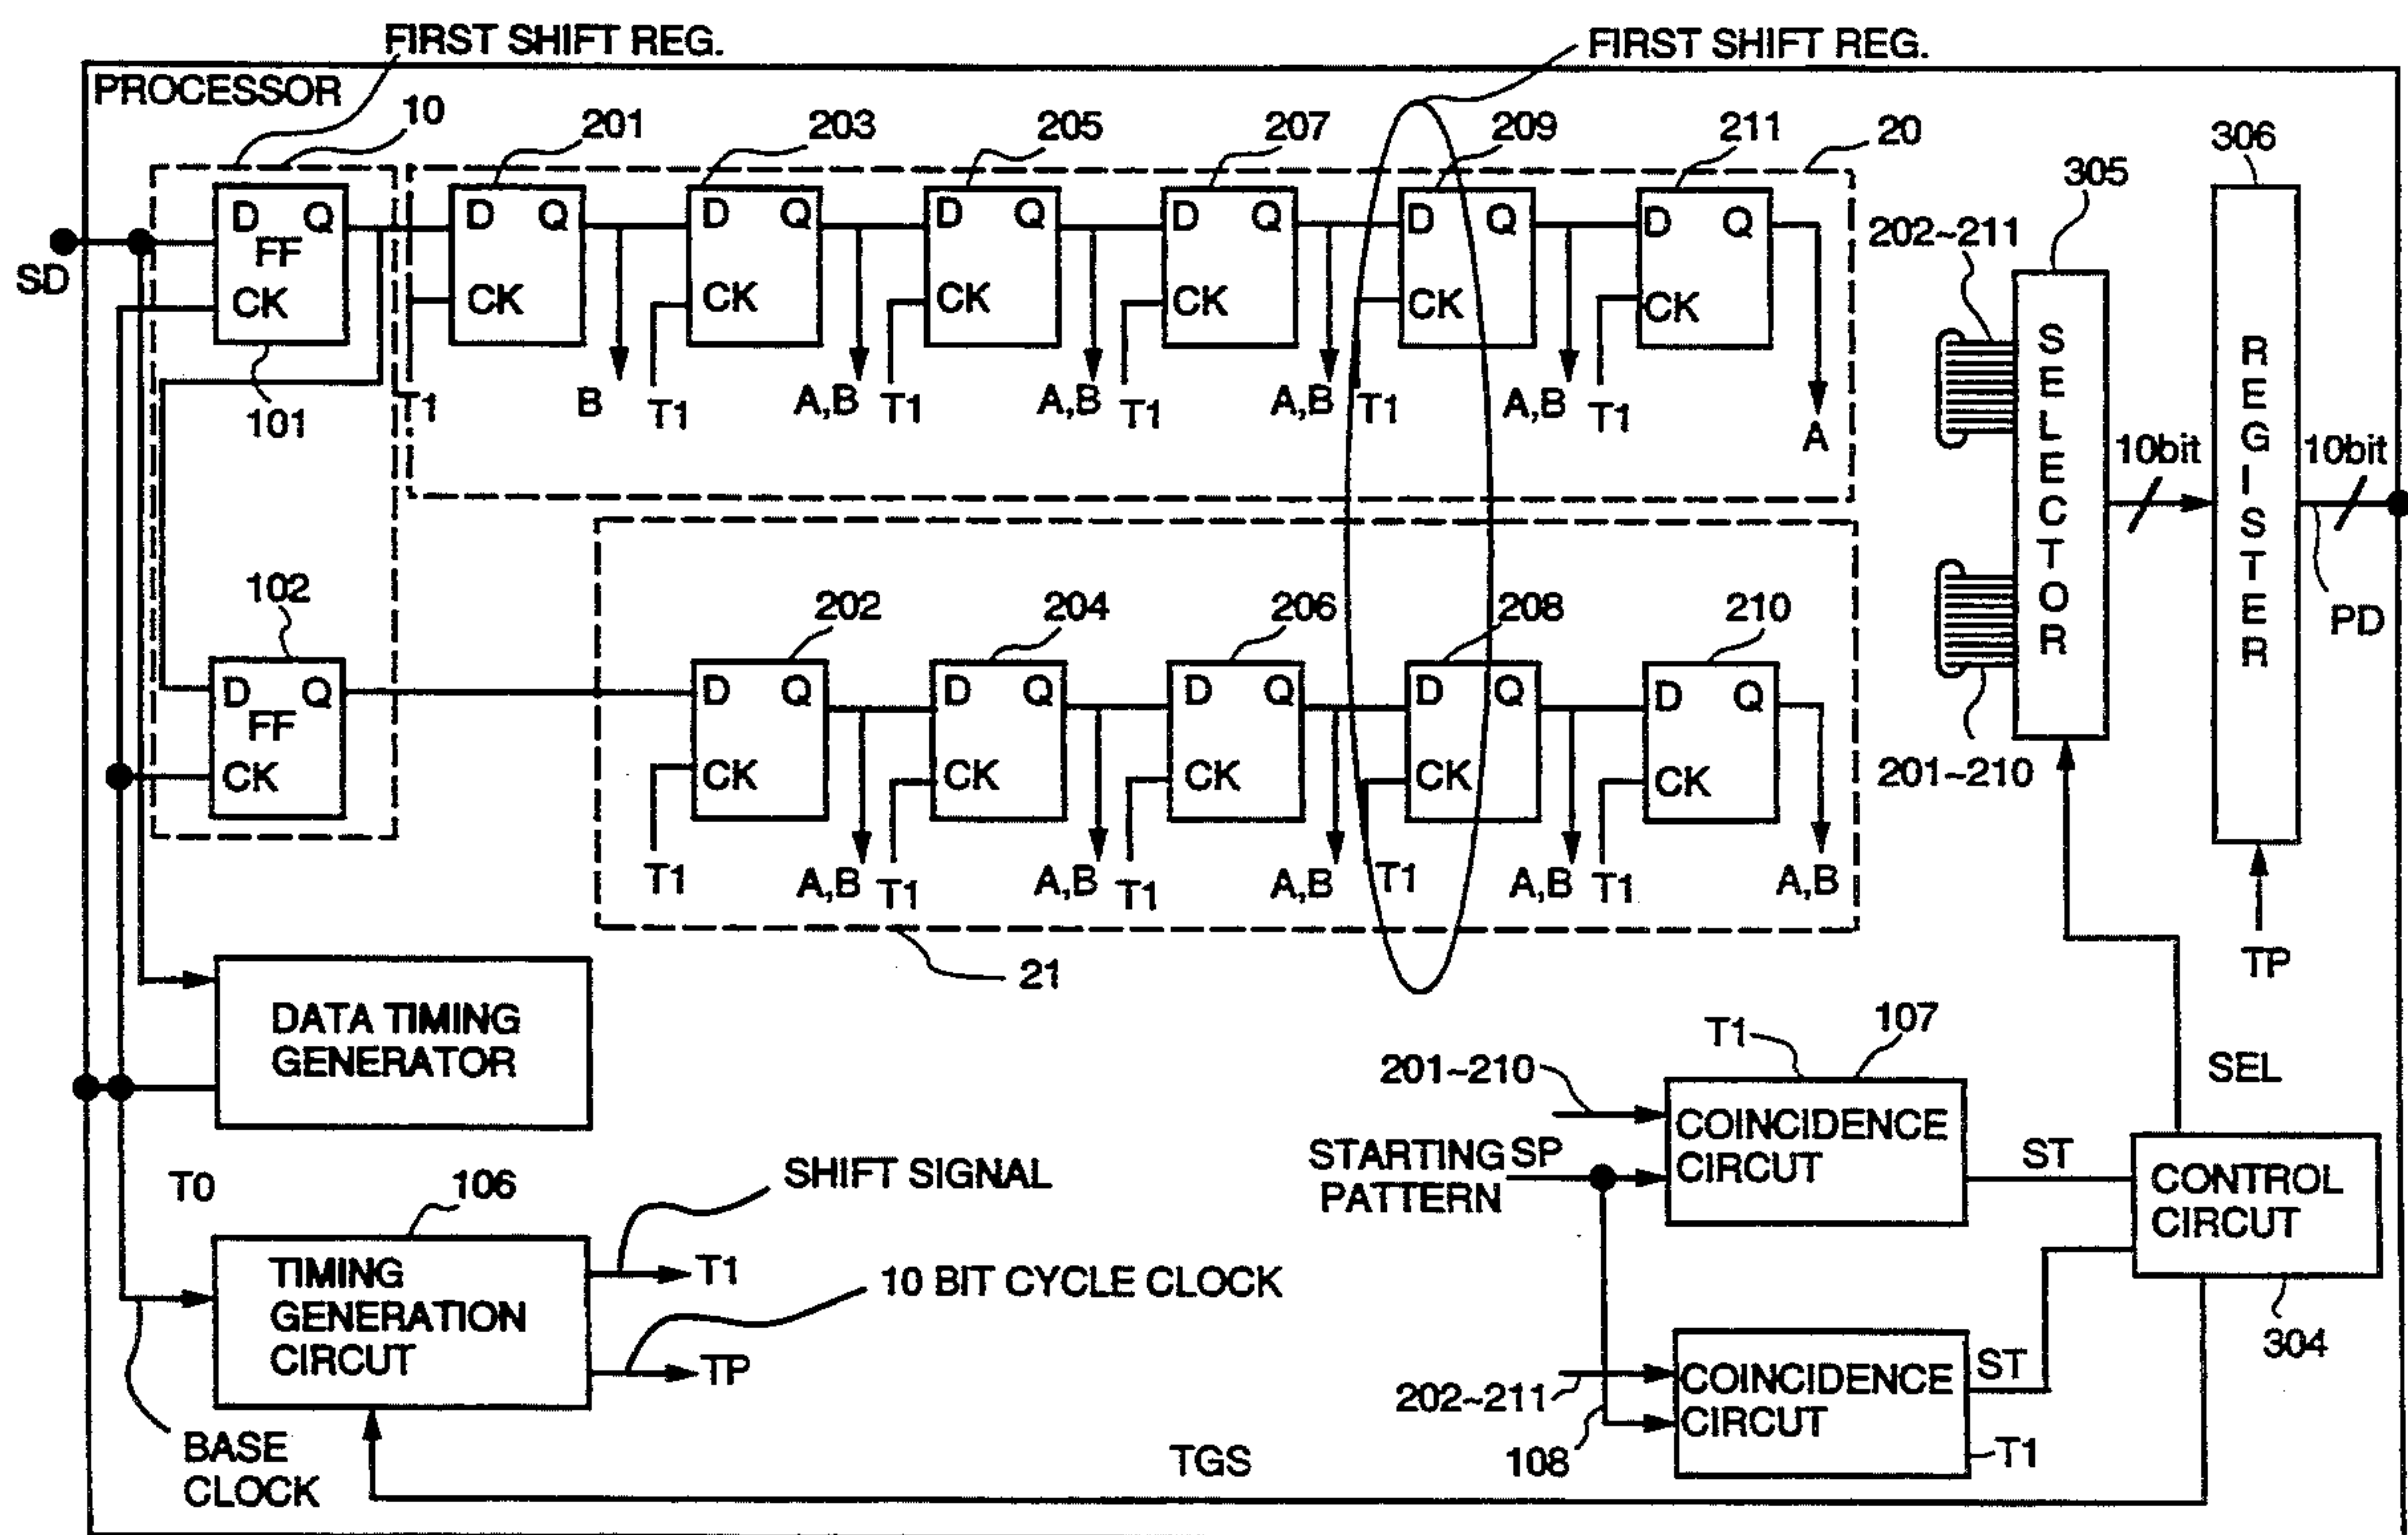 FIRST SHIFT REG.
FIRST SHIFT REG.
PROCESSOR
10
201
203
205
207
209
211
20
305
306
SD
D Q
FF
CK
D Q
CK
D Q
CK
D Q
CK
D Q
CK
D Q
CK
D Q
CK
202~211
101
T1
B
T1
A,B
T1
A,B
T1
A,B
T1
A,B
T1
A
SELECTOR
10bit
REGISTER
10bit
PD
102
202
204
206
208
210
D Q
FF
CK
D Q
CK
D Q
CK
D Q
CK
D Q
CK
D Q
CK
201~210
T1
A,B
T1
A,B
T1
A,B
T1
A,B
T1
A,B
21
TP
DATA TIMING
GENERATOR
T1
107
201~210
SEL
STARTING
PATTERN
SP
COINCIDENCE
CIRCUT
ST
CONTROL
CIRCUT
T0
106
SHIFT SIGNAL
TIMING
GENERATION
CIRCUT
T1
10 BIT CYCLE CLOCK
TP
304
202~211
COINCIDENCE
CIRCUT
ST
108
T1
BASE
CLOCK
TGS